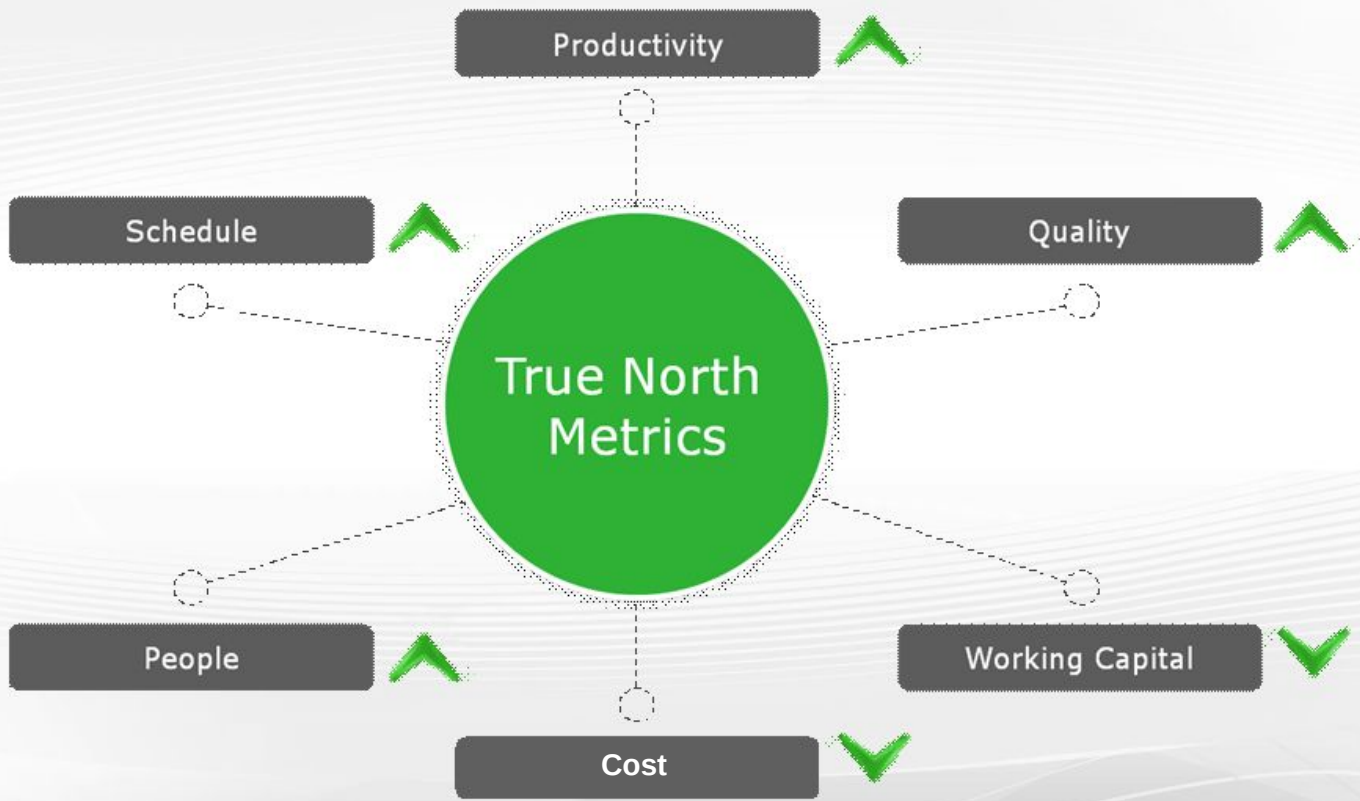 Productivity
Schedule
Quality
True North
Metrics
People
Working Capital
Cost